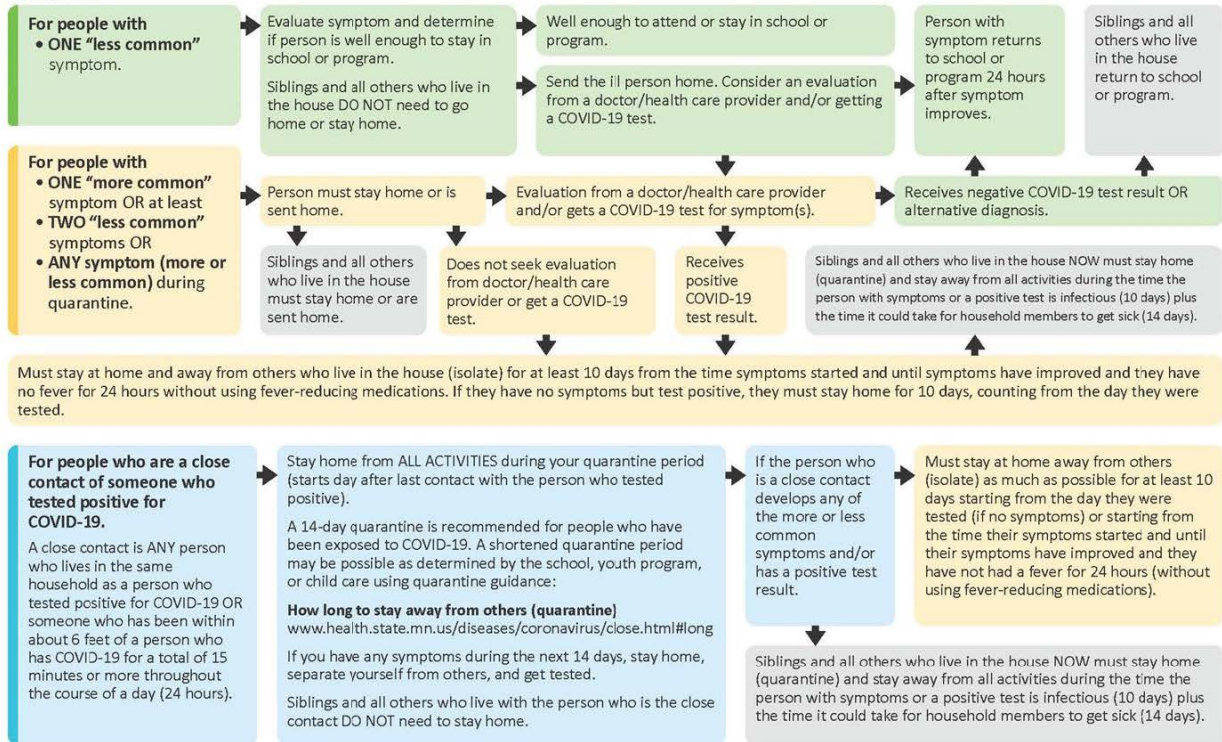 For people with
• ONE “less common”
symptom.
Evaluate symptom and determine
if person is well enough to stay in
school or program.
Siblings and all others who live in
the house DO NOT need to go
home or stay home.
Well enough to attend or stay in school or
program.
Send the ill person home. Consider an evaluation
from a doctor/health care provider and/or getting
a COVID-19 test.
Person with
symptom returns
to school or
program 24 hours
after symptom
improves.
Siblings and all
others who live
in the house
return to school
or program.
For people with
• ONE “more common”
symptom OR at least
• TWO “less common”
symptoms OR
• ANY symptom (more or
less common) during
quarantine.
Person must stay home or is
sent home.
Evaluation from a doctor/health care provider
and/or gets a COVID-19 test for symptom(s).
Receives negative COVID-19 test result OR
alternative diagnosis.
Siblings and all others
who live in the house
must stay home or are
sent home.
Does not seek evaluation
from doctor/health care
provider or get a COVID-19
test.
Receives
positive
COVID-19
test result.
Siblings and all others who live in the house NOW must stay home
(quarantine) and stay away from all activities during the time the
person with symptoms or a positive test is infectious (10 days) plus
the time it could take for household members to get sick (14 days).
Must stay at home and away from others who live in the house (isolate) for at least 10 days from the time symptoms started and until symptoms have improved and they have
no fever for 24 hours without using fever-reducing medications. If they have no symptoms but test positive, they must stay home for 10 days, counting from the day they were
tested.
For people who are a close
contact of someone who
tested positive for
COVID-19.
A close contact is ANY person
who lives in the same
household as a person who
tested positive for COVID-19 OR
someone who has been within
about 6 feet of a person who
has COVID-19 for a total of 15
minutes or more throughout
the course of a day (24 hours).
Stay home from ALL ACTIVITIES during your quarantine period
(starts day after last contact with the person who tested
positive).
A 14-day quarantine is recommended for people who have
been exposed to COVID-19. A shortened quarantine period
may be possible as determined by the school, youth program,
or child care using quarantine guidance:
How long to stay away from others (quarantine)
www.health.state.mn.us/diseases/coronavirus/close.html#long
If you have any symptoms during the next 14 days, stay home,
separate yourself from others, and get tested.
Siblings and all others who live with the person who is the close
contact DO NOT need to stay home.
If the person who
is a close contact
develops any of
the more or less
common
symptoms and/or
has a positive test
result.
Must stay at home away from others
(isolate) as much as possible for at least 10
days starting from the day they were
tested (if no symptoms) or starting from
the time their symptoms started and until
their symptoms have improved and they
have not had a fever for 24 hours (without
using fever-reducing medications).
Siblings and all others who live in the house NOW must stay home
(quarantine) and stay away from all activities during the time the
person with symptoms or a positive test is infectious (10 days) plus
the time it could take for household members to get sick (14 days).